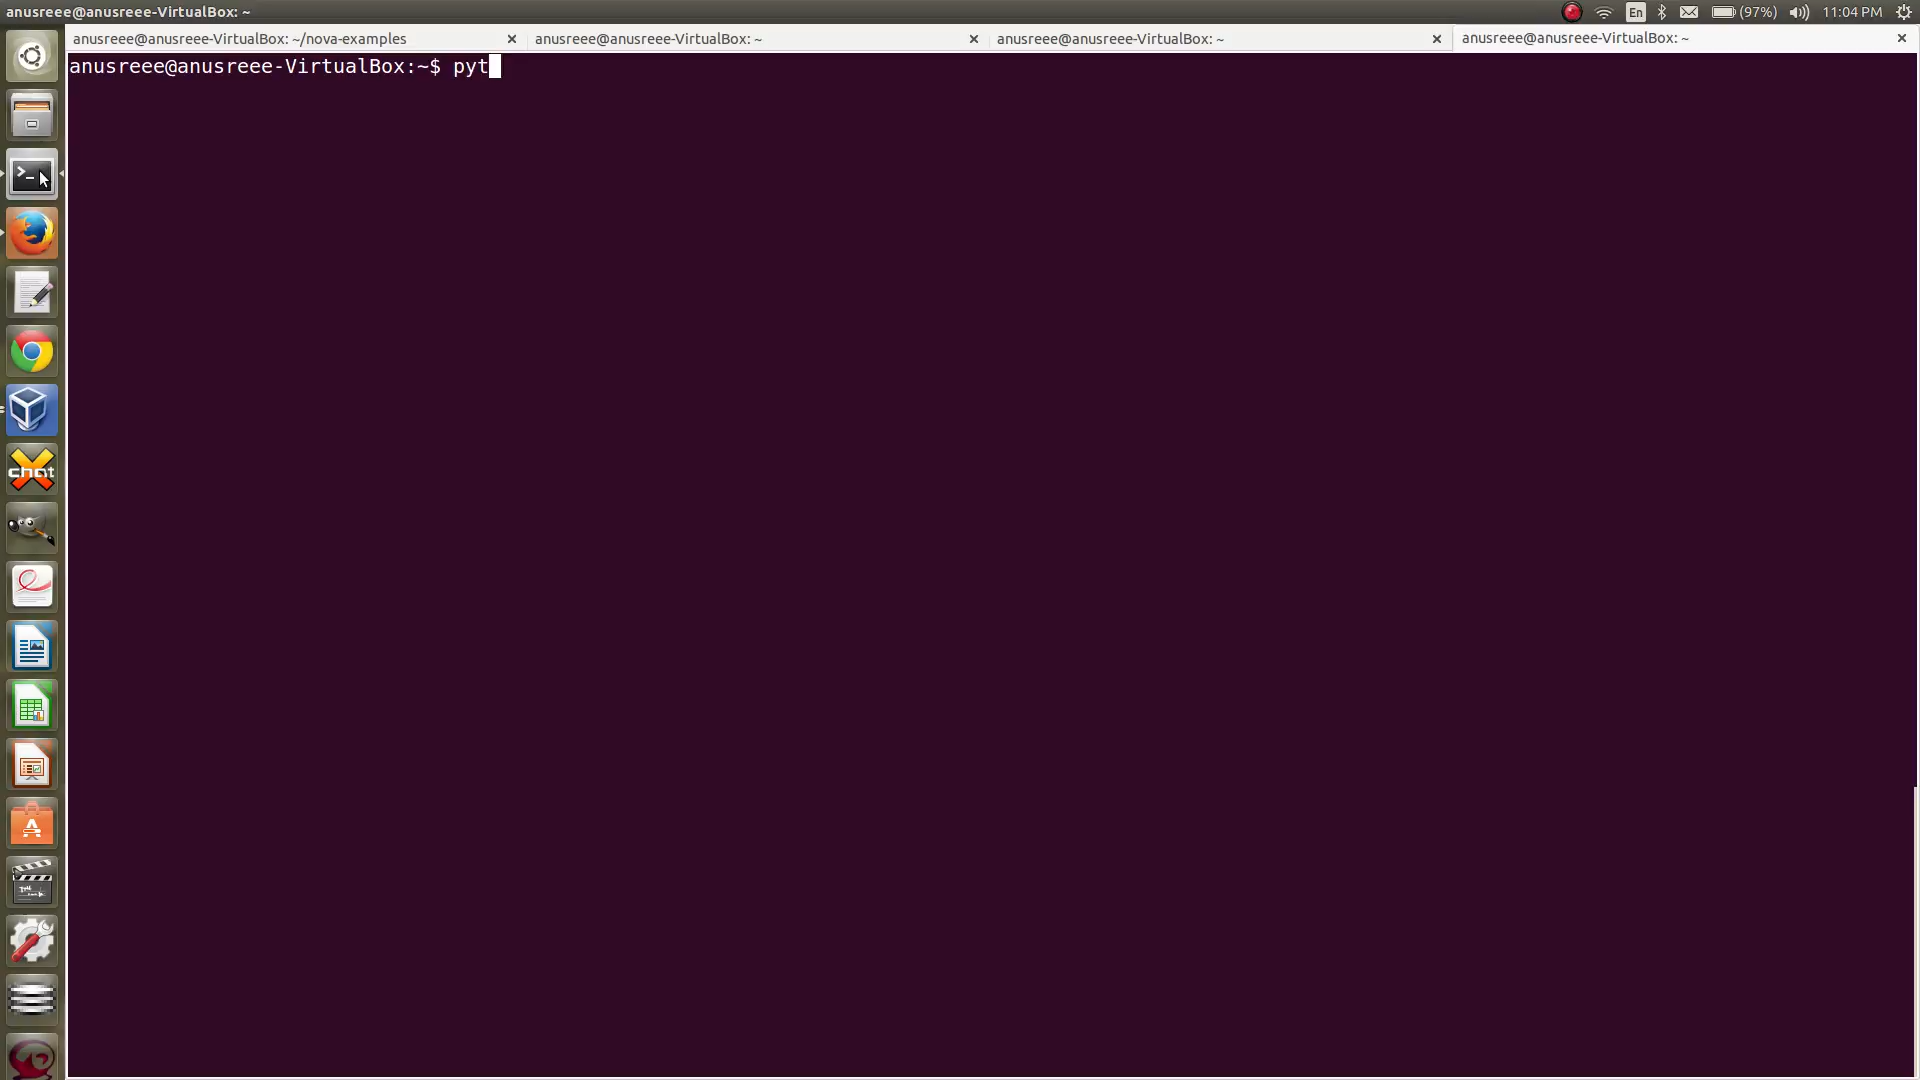 anusreee@anusreee-VirtualBox: ~
En
(97%)
11:04 PM
anusreee@anusreee-VirtualBox: ~/nova-examples
anusreee@anusreee-VirtualBox: ~
anusreee@anusreee-VirtualBox: ~
anusreee@anusreee-VirtualBox: ~
anusreee@anusreee-VirtualBox:~$ pyt
>_
chat